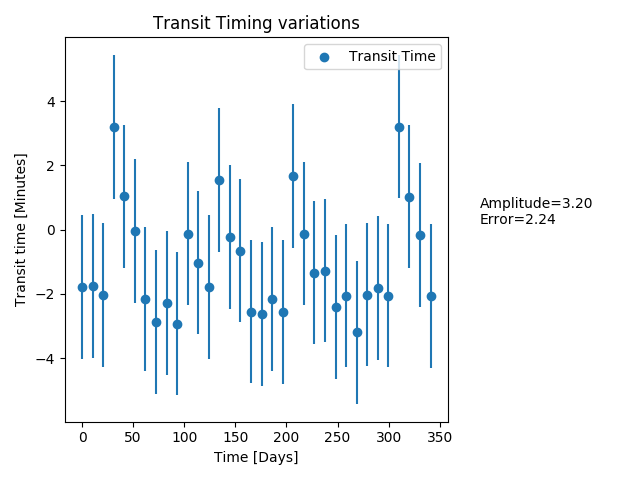 Transit Timing variations
Transit Time
Transit time [Minutes]
4
2
0
−2
−4
0 50 100 150 200 250 300 350
Time [Days]
Amplitude=3.20
Error=2.24